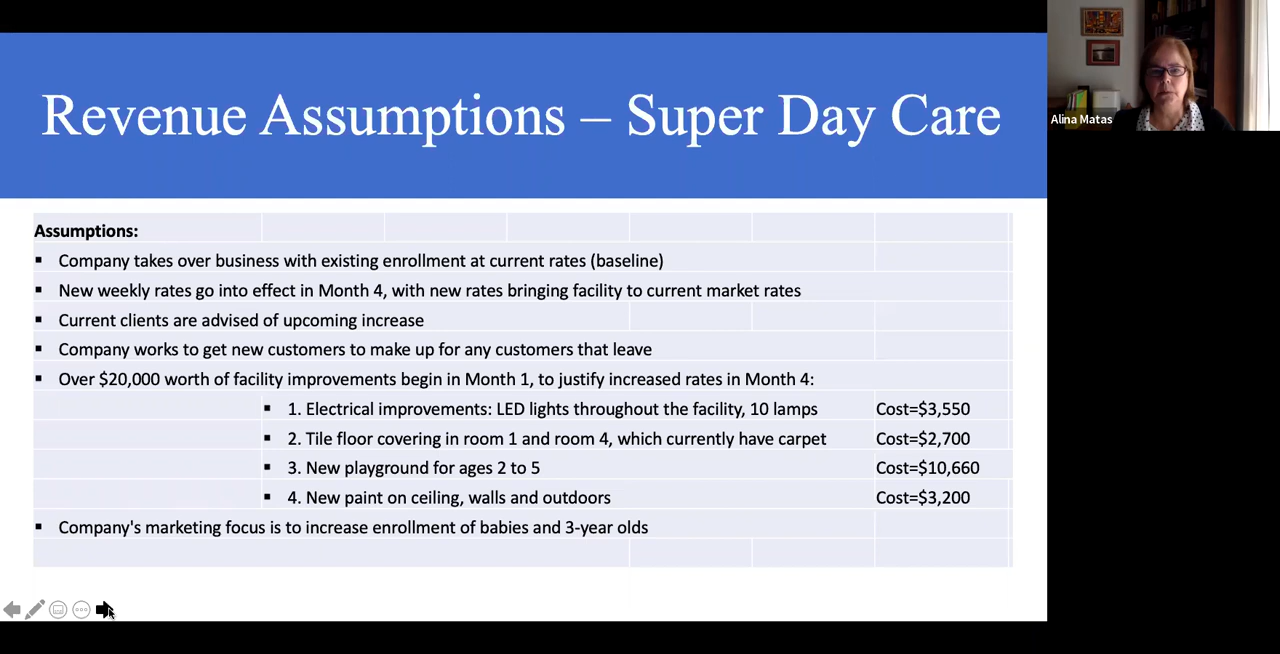 Revenue Assumptions – Super Day Care
Alina Matas
Assumptions:
▪ Company takes over business with existing enrollment at current rates (baseline)
▪ New weekly rates go into effect in Month 4, with new rates bringing facility to current market rates
▪ Current clients are advised of upcoming increase
▪ Company works to get new customers to make up for any customers that leave
▪ Over $20,000 worth of facility improvements begin in Month 1, to justify increased rates in Month 4:
▪ 1. Electrical improvements: LED lights throughout the facility, 10 lamps Cost=$3,550
▪ 2. Tile floor covering in room 1 and room 4, which currently have carpet Cost=$2,700
▪ 3. New playground for ages 2 to 5 Cost=$10,660
▪ 4. New paint on ceiling, walls and outdoors Cost=$3,200
▪ Company's marketing focus is to increase enrollment of babies and 3-year olds